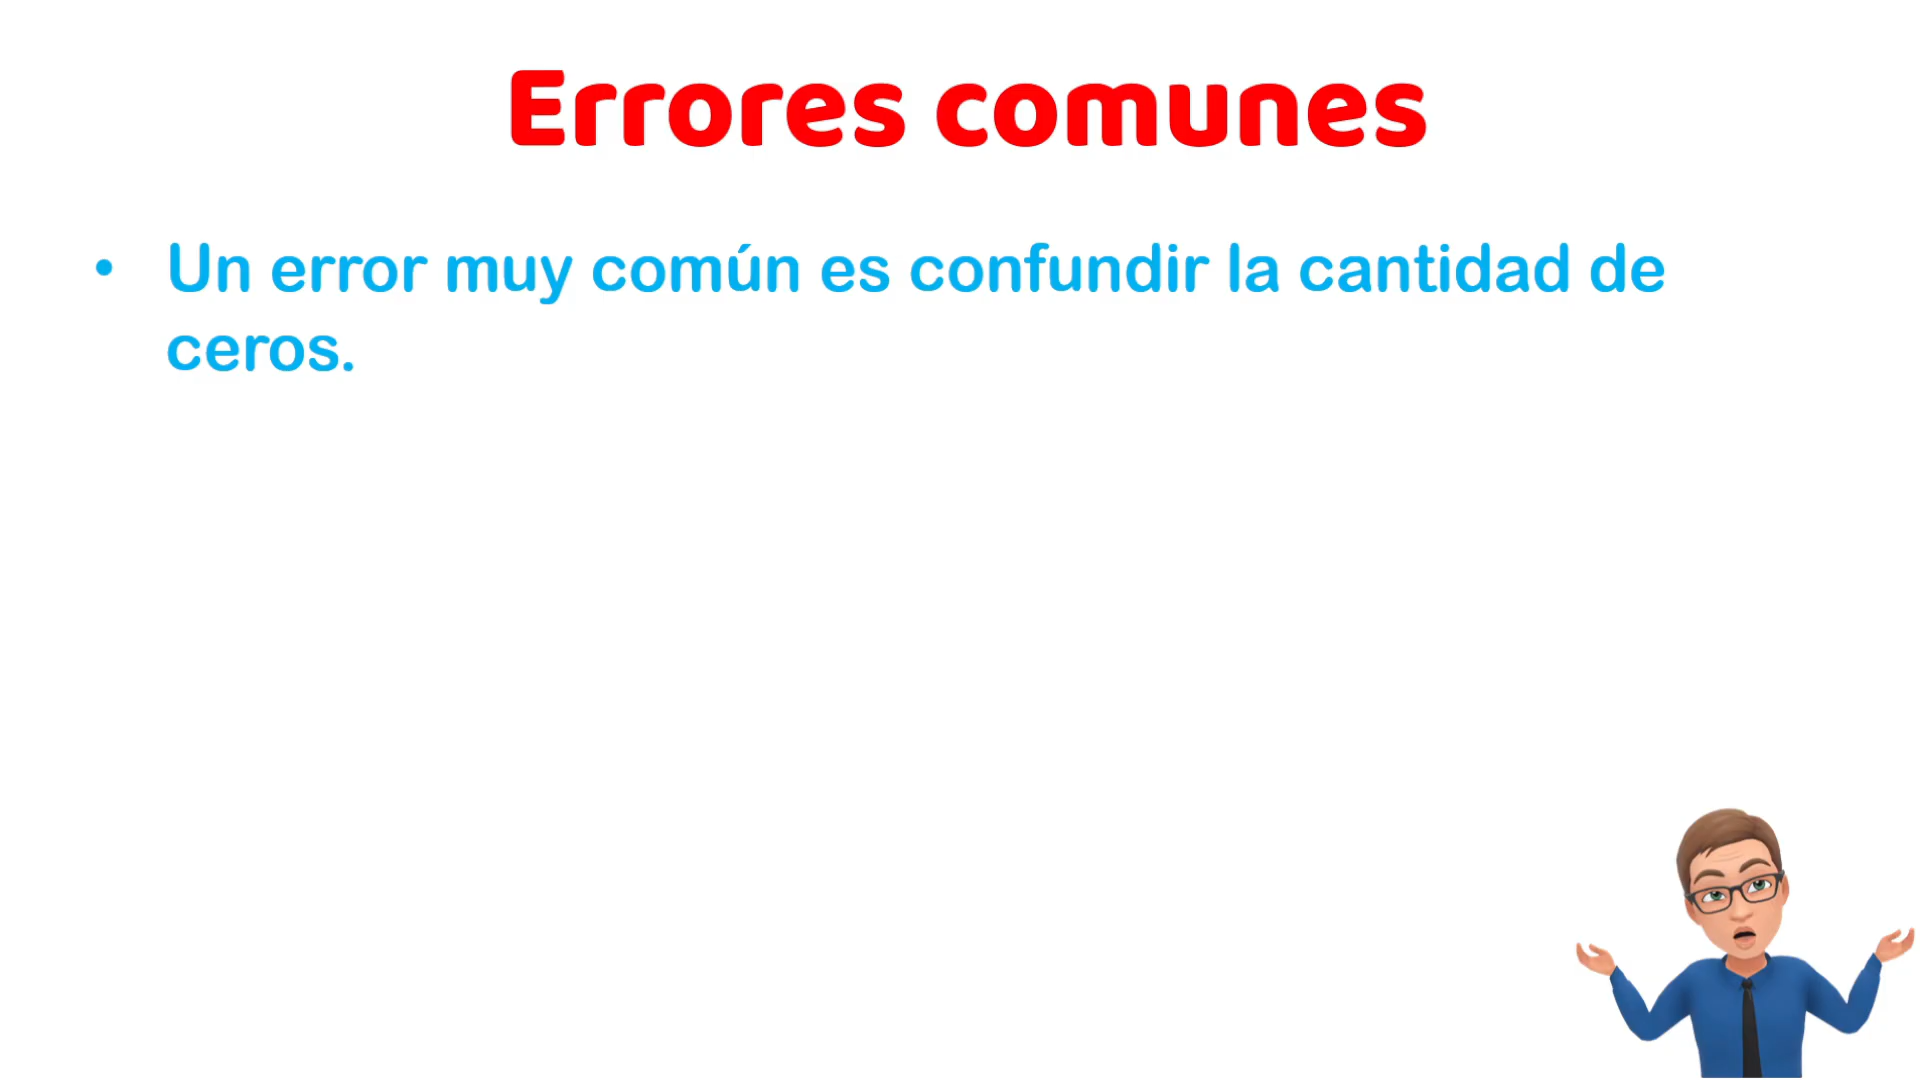 Errores comunes
• Un error muy común es confundir la cantidad de
ceros.